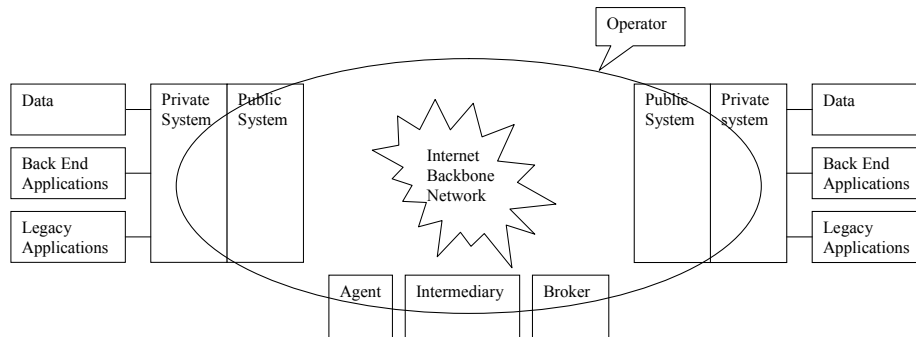 Operator
Data
Private
System
Public
System
Back End
Applications
Legacy
Applications
Internet
Backbone
Network
Public
System
Private
system
Data
Back End
Applications
Legacy
Applications
Agent
Intermediary
Broker